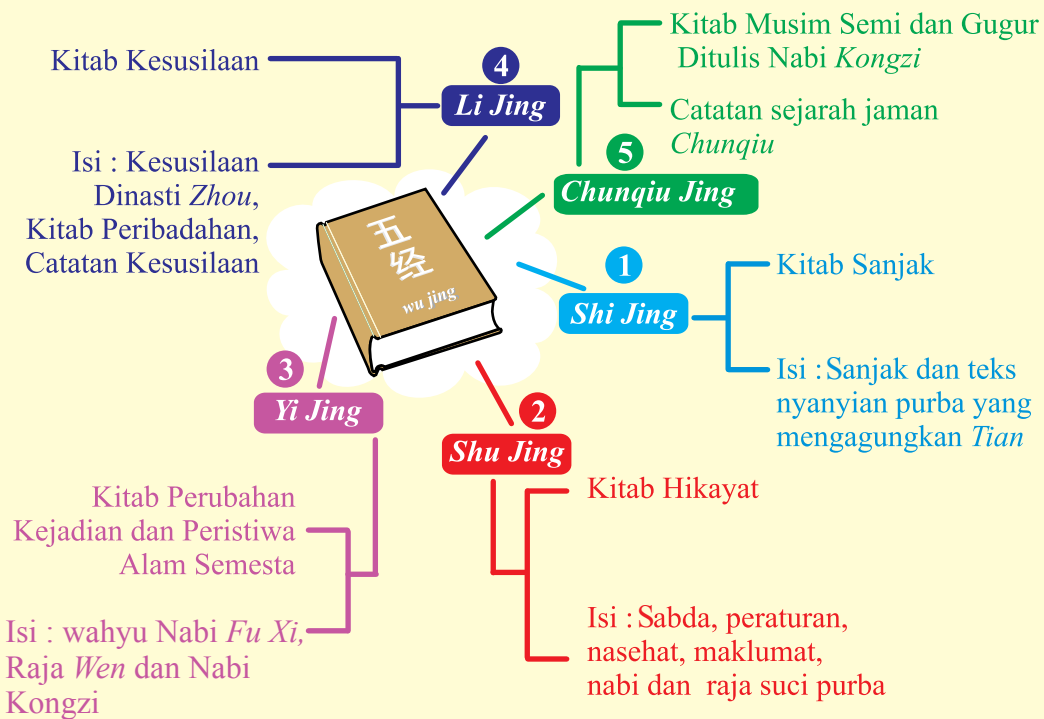 五
经
wu jing
1
Shi Jing
Kitab Sanjak
Isi : Sanjak dan teks
nyanyian purba yang
mengagungkan Tian
2
Shu Jing
Kitab Hikayat
Isi : Sabda, peraturan,
nasehat, maklumat,
nabi dan raja suci purba
3
Yi Jing
Kitab Perubahan
Kejadian dan Peristiwa
Alam Semesta
Isi : wahyu Nabi Fu Xi,
Raja Wen dan Nabi
Kongzi
4
Li Jing
Kitab Kesusilaan
Isi : Kesusilaan
Dinasti Zhou,
Kitab Peribadahan,
Catatan Kesusilaan
5
Chunqiu Jing
Kitab Musim Semi dan Gugur
Ditulis Nabi Kongzi
Catatan sejarah jaman
Chunqiu